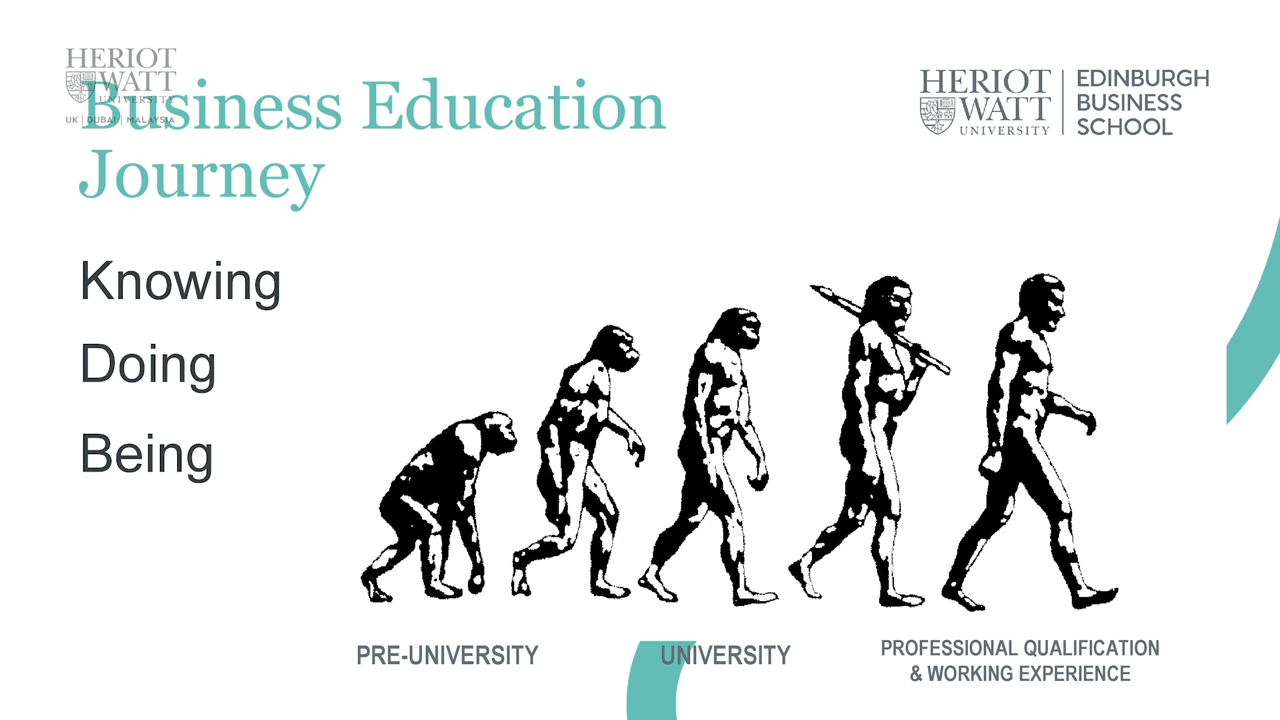 HERIOT
WATT
UNIVERSITY
UK | DUBAI | MALAYSIA
Business Education
Journey
HERIOT
WATT
UNIVERSITY
EDINBURGH
BUSINESS
SCHOOL
Knowing
Doing
Being
PRE-UNIVERSITY
UNIVERSITY
PROFESSIONAL QUALIFICATION
& WORKING EXPERIENCE